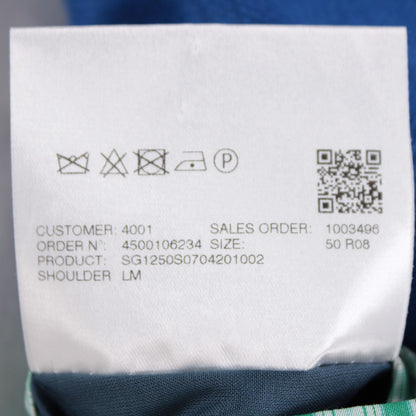 P
CUSTOMER: 4001 SALES ORDER: 1003496
ORDER N°: 4500106234 SIZE: 50 R08
PRODUCT: SG1250S0704201002
SHOULDER LM